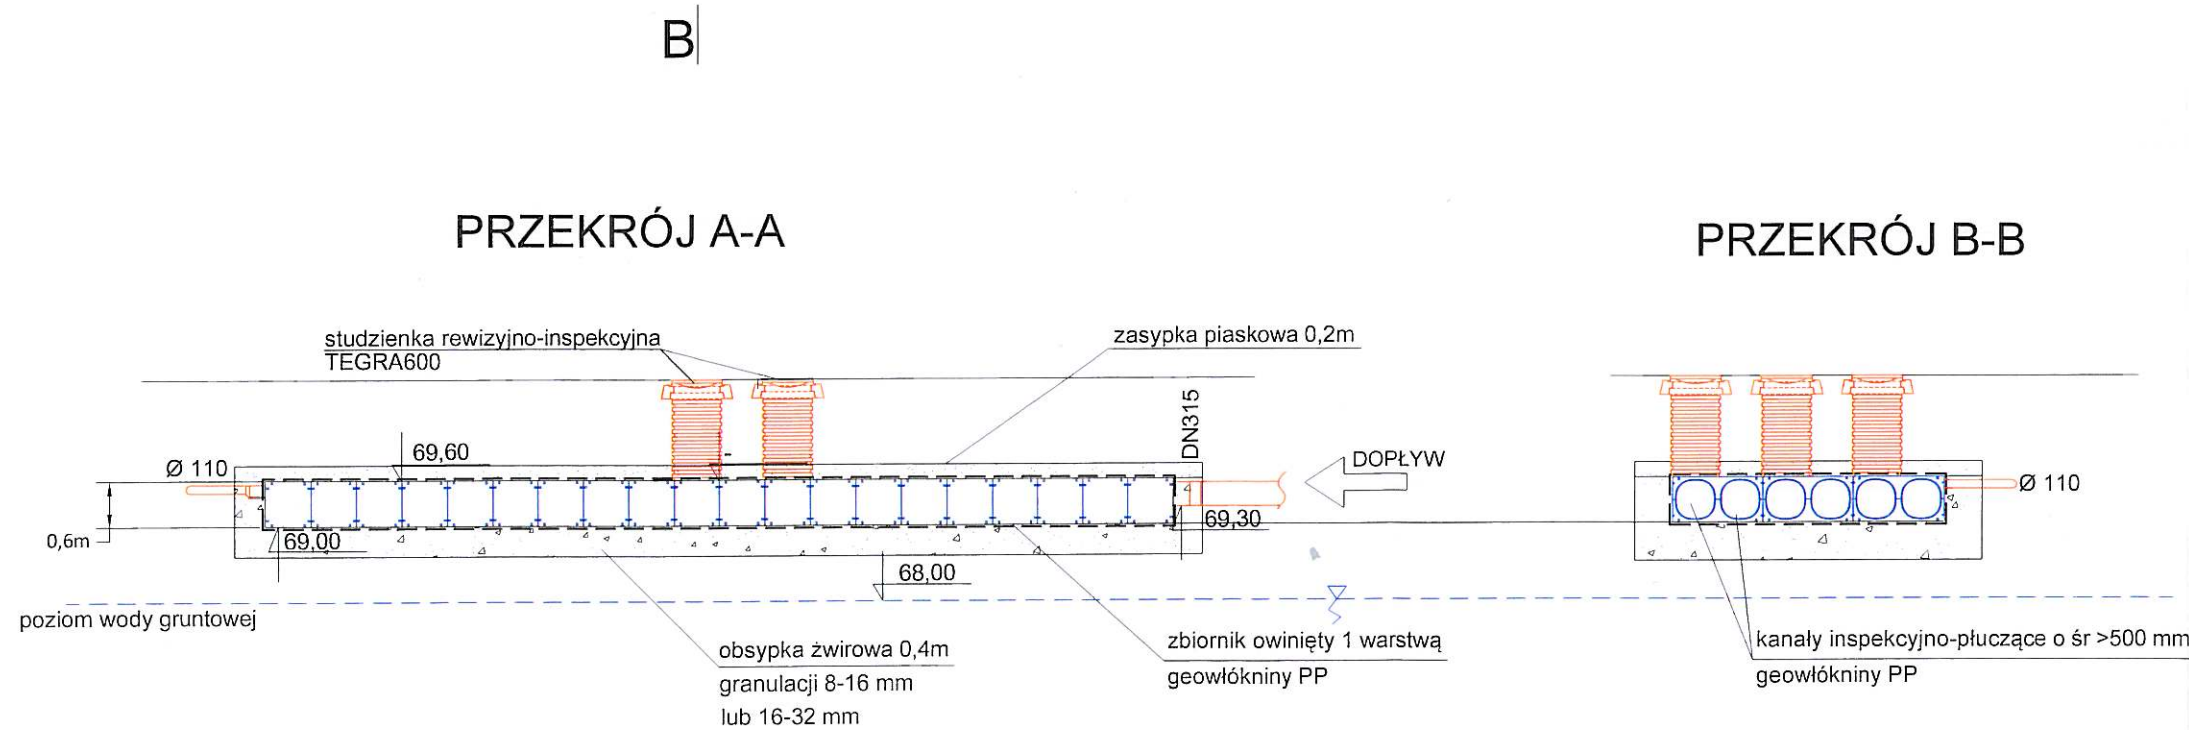 B
PRZEKRÓJ A-A
PRZEKRÓJ B-B
studzienka rewizyjno-inspekcyjna
TEGRA600
zasypka piaskowa 0,2m
DN315
69,60
Ø 110
DOPŁYW
Ø 110
0,6m
69,00
69,30
68,00
poziom wody gruntowej
obsypka żwirowa 0,4m
granulacji 8-16 mm
lub 16-32 mm
zbiornik owinięty 1 warstwą
geowłókniny PP
kanały inspekcyjno-płuczące o śr >500 mm
geowłókniny PP